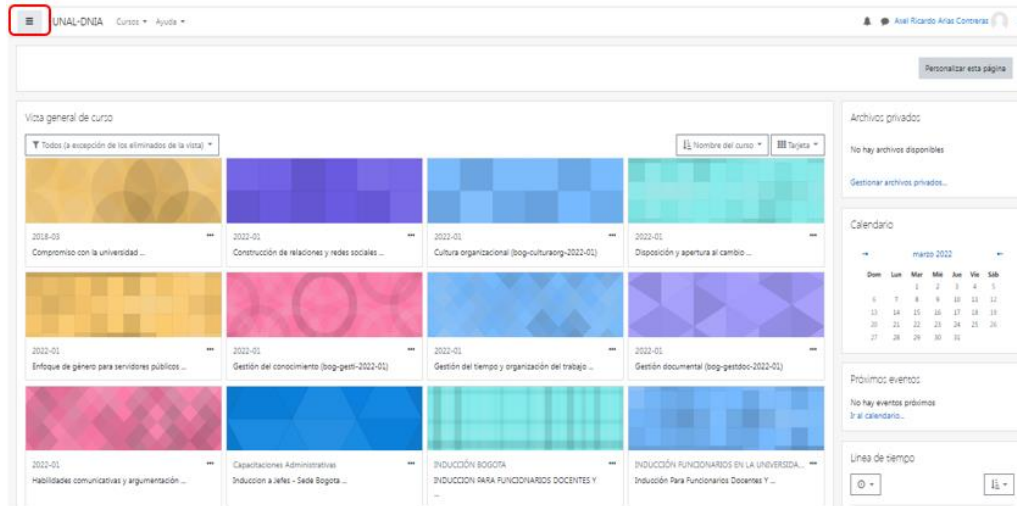 UNAL-DNIA Cursos Ayuda Axel Ricardo Arias Contreras
Personalizar esta página
Vista general de curso
Todos (a excepción de los eliminados de la vista) Nombre del curso Tarjeta
2018-03
Compromiso con la universidad ...
2022-01
Construcción de relaciones y redes sociales ...
2022-01
Cultura organizacional (bog-culturaorg-2022-01)
2022-01
Disposición y apertura al cambio ...
2022-01
Enfoque de género para servidores públicos ...
2022-01
Gestión del conocimiento (bog-gesti-2022-01)
2022-01
Gestión del tiempo y organización del trabajo ...
2022-01
Gestión documental (bog-gestdoc-2022-01)
2022-01
Habilidades comunicativas y argumentación ...
Capacitaciones Administrativas
Induccion a Jefes - Sede Bogota ...
INDUCCIÓN BOGOTA
INDUCCION PARA FUNCIONARIOS DOCENTES Y
...
INDUCCIÓN FUNCIONARIOS EN LA UNIVERSIDA...
Inducción Para Funcionarios Docentes Y ...
Archivos privados
No hay archivos disponibles
Gestionar archivos privados...
Calendario
marzo 2022
Dom Lun Mar Mié Jue Vie Sáb
1 2 3 4 5
6 7 8 9 10 11 12
13 14 15 16 17 18 19
20 21 22 23 24 25 26
27 28 29 30 31
Próximos eventos
No hay eventos próximos
Ir al calendario...
Línea de tiempo